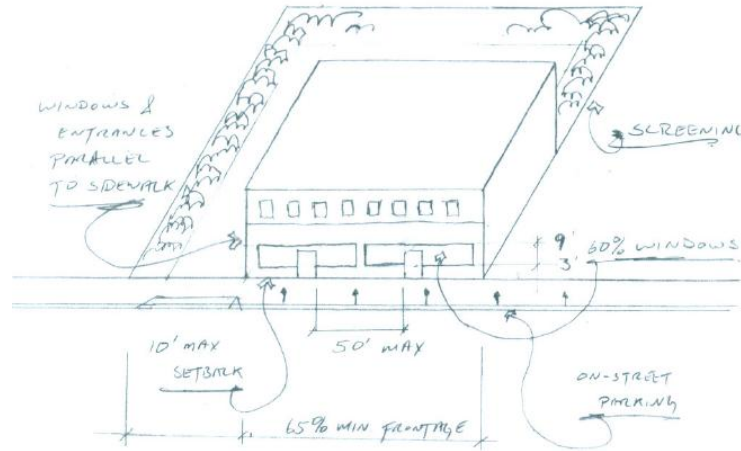 WINDOWS &
ENTRANCES
PARALLEL
TO SIDEWALK
SCREENING
9'
3'
60% WINDOWS
10' MAX
SETBACK
50' MAX
ON-STREET
PARKING
65% MIN FRONTAGE